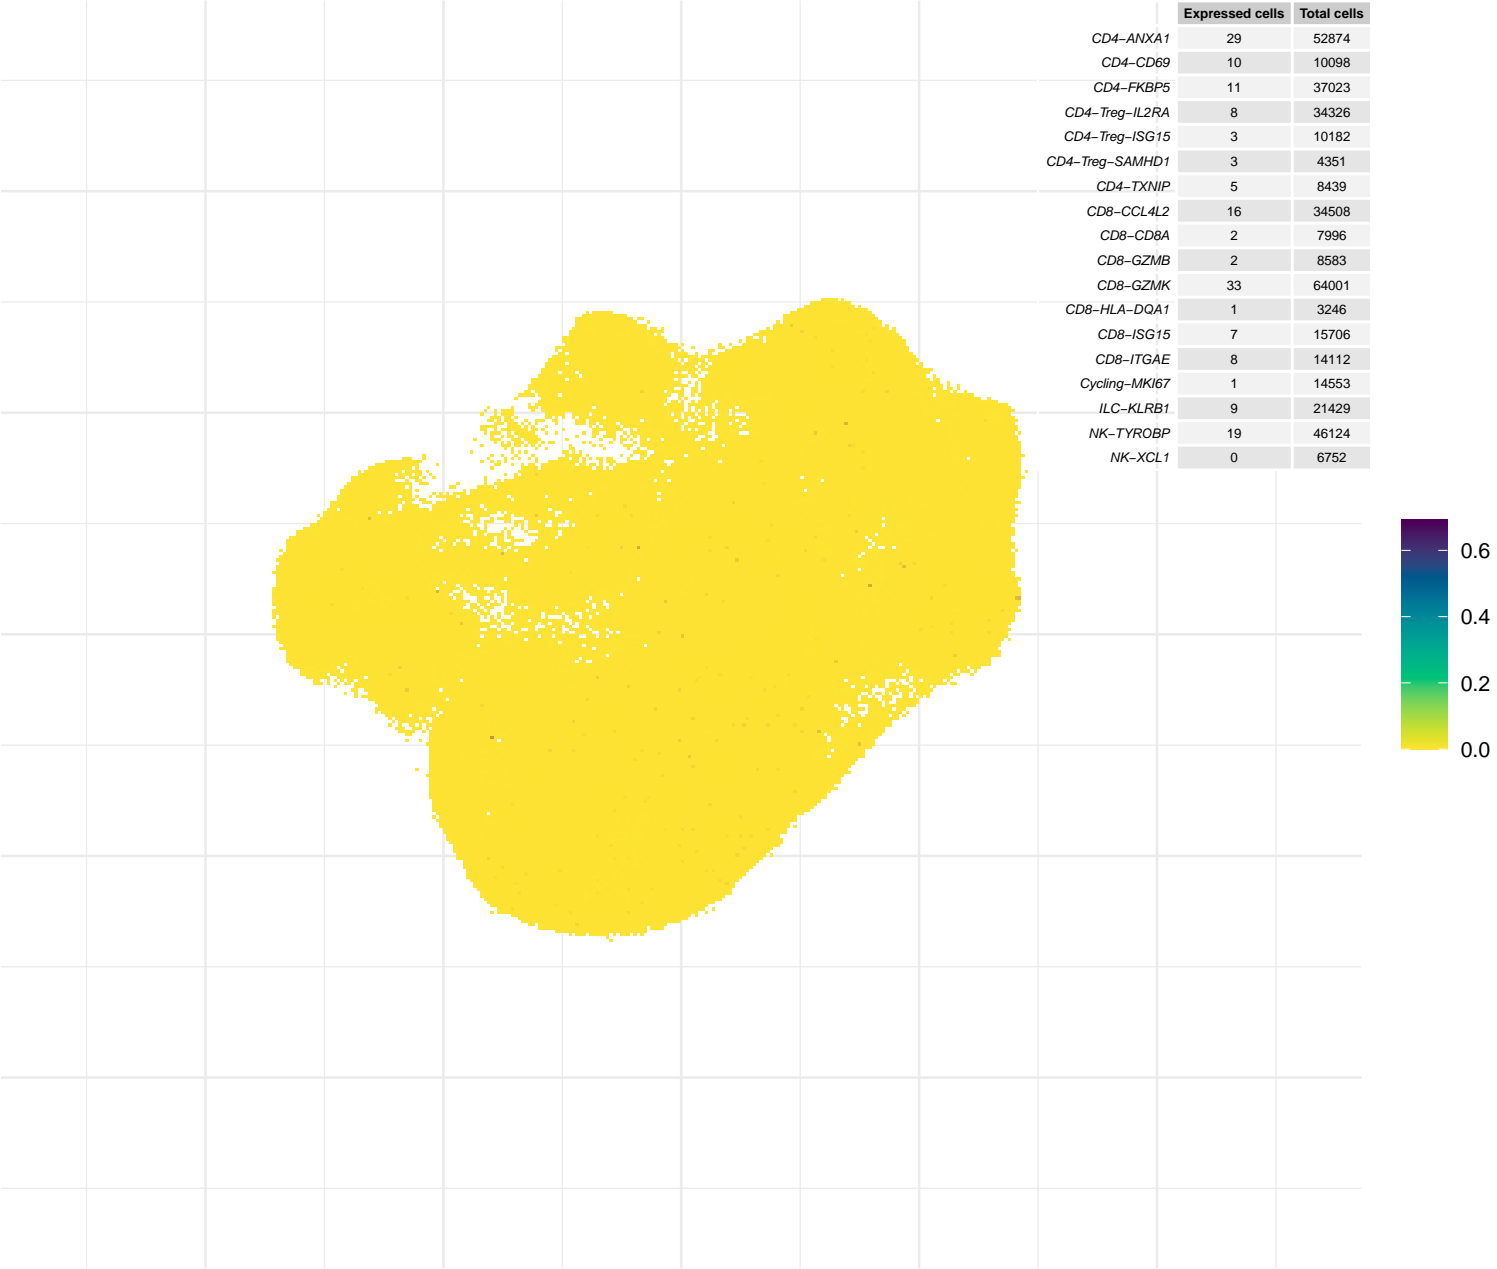 Expressed cells Total cells
CD4−ANXA1 29 52874
CD4−CD69 10 10098
CD4−FKBP5 11 37023
CD4−Treg−IL2RA 8 34326
CD4−Treg−ISG15 3 10182
CD4−Treg−SAMHD1 3 4351
CD4−TXNIP 5 8439
CD8−CCL4L2 16 34508
CD8−CD8A 2 7996
CD8−GZMB 2 8583
CD8−GZMK 33 64001
CD8−HLA−DQA1 1 3246
CD8−ISG15 7 15706
CD8−ITGAE 8 14112
Cycling−MKI67 1 14553
ILC−KLRB1 9 21429
NK−TYROBP 19 46124
NK−XCL1 0 6752
0.6
0.4
0.2
0.0